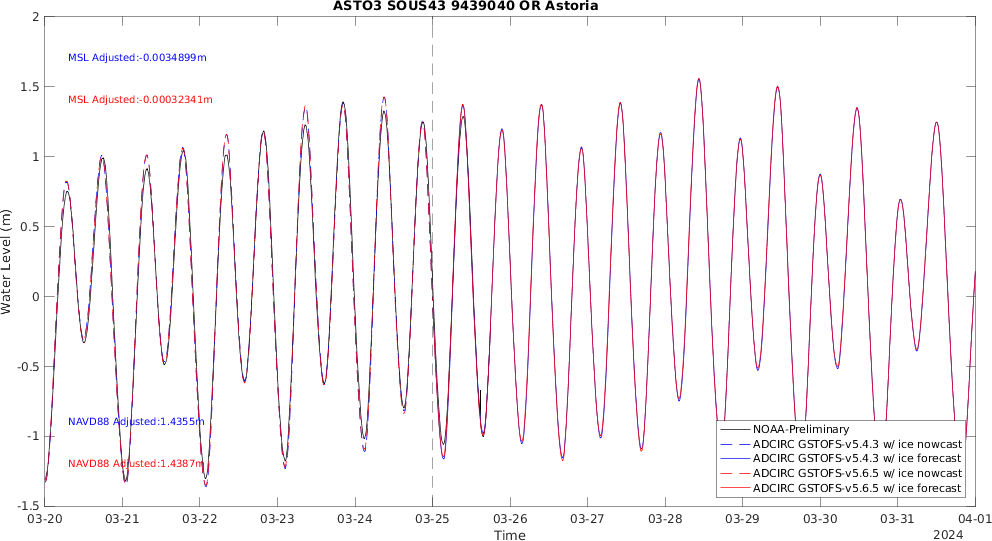 ASTO3 SOUS43 9439040 OR Astoria
2
1.5
1
0.5
0
-0.5
-1
-1.5
Water Level (m)
MSL Adjusted:-0.0034899m
MSL Adjusted:-0.00032341m
NAVD88 Adjusted:1.4355m
NAVD88 Adjusted:1.4387m
NOAA-Preliminary
ADCIRC GSTOFS-v5.4.3 w/ ice nowcast
ADCIRC GSTOFS-v5.4.3 w/ ice forecast
ADCIRC GSTOFS-v5.6.5 w/ ice nowcast
ADCIRC GSTOFS-v5.6.5 w/ ice forecast
03-20 03-21 03-22 03-23 03-24 03-25 03-26 03-27 03-28 03-29 03-30 03-31 04-01
Time
2024